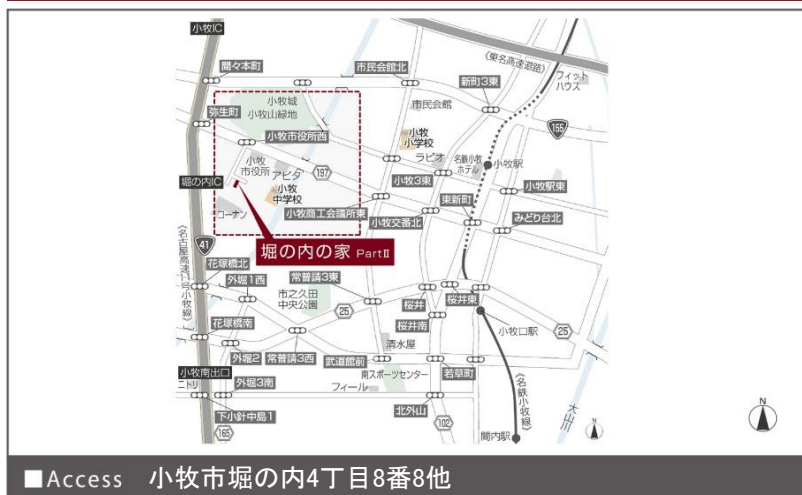 小牧IC
間々本町
市民会館北
《東名高速道路》
フィット
ハウス
新町3東
小牧城
小牧山緑地
市民会館
155
弥生町
小牧市役所西
小牧
小学校
ラピオ
名鉄小牧
ホテル
小牧駅
小牧
市役所
アピタ
197
小牧3東
小牧駅東
堀の内IC
小牧
中学校
東新町
コーナン
小牧商工会議所東
小牧交番北
みどり台北
41
堀の内の家 PartⅡ
《名古屋高速11号小牧線》
花塚橋北
外堀1西
常普請3東
市之久田
中央公園
桜井
桜井東
25
桜井南
小牧口駅
25
花塚橋南
清水屋
外堀2
常普請3西
武道館前
小牧南出口
南スポーツセンター
若草町
ニトリ
外堀3南
フィール
《名鉄小牧線》
大山川
下小針中島1
北外山
102
165
間内駅
N
N
■Access 小牧市堀の内4丁目8番8他